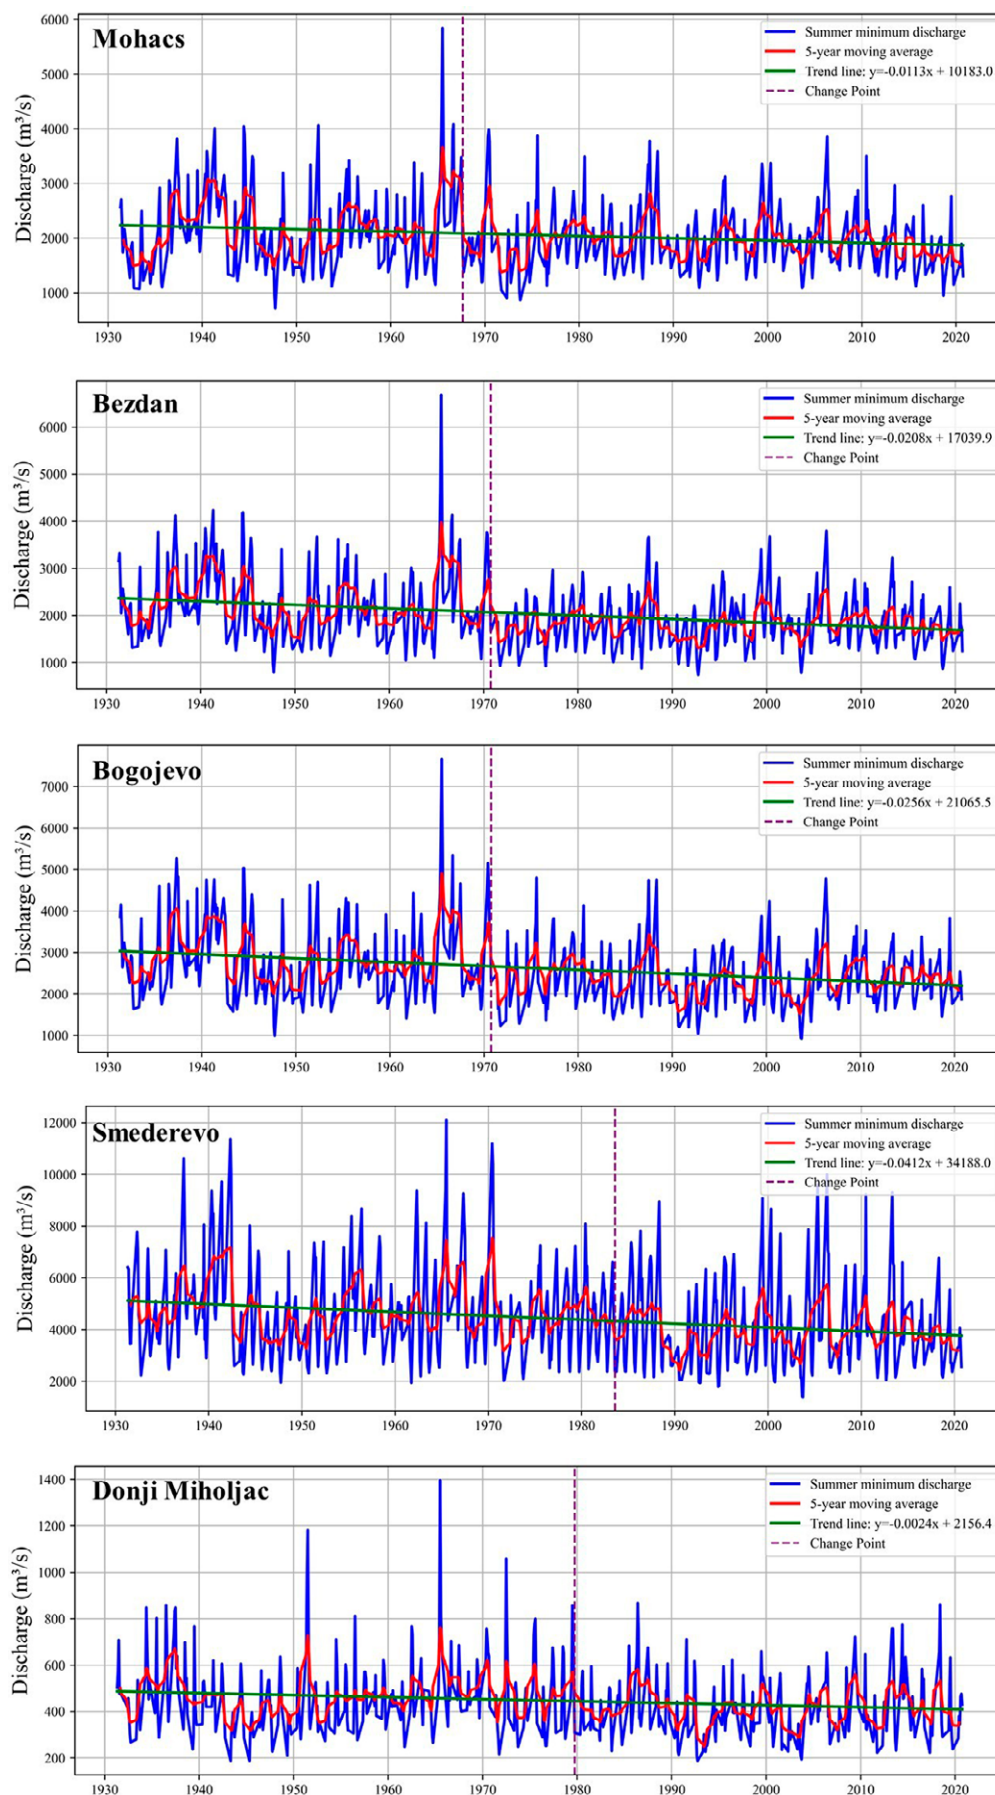 Mohacs
Summer minimum discharge
5-year moving average
Trend line: y=-0.0113x + 10183.0
Change Point
Discharge (m³/s)
6000
5000
4000
3000
2000
1000
1930 1940 1950 1960 1970 1980 1990 2000 2010 2020
Bezdan
Summer minimum discharge
5-year moving average
Trend line: y=-0.0208x + 17039.9
Change Point
Discharge (m³/s)
6000
5000
4000
3000
2000
1000
1930 1940 1950 1960 1970 1980 1990 2000 2010 2020
Bogojevo
Summer minimum discharge
5-year moving average
Trend line: y=-0.0256x + 21065.5
Change Point
Discharge (m³/s)
7000
6000
5000
4000
3000
2000
1000
1930 1940 1950 1960 1970 1980 1990 2000 2010 2020
Smederevo
Summer minimum discharge
5-year moving average
Trend line: y=-0.0412x + 34188.0
Change Point
Discharge (m³/s)
12000
10000
8000
6000
4000
2000
1930 1940 1950 1960 1970 1980 1990 2000 2010 2020
Donji Miholjac
Summer minimum discharge
5-year moving average
Trend line: y=-0.0024x + 2156.4
Change Point
Discharge (m³/s)
1400
1200
1000
800
600
400
200
1930 1940 1950 1960 1970 1980 1990 2000 2010 2020